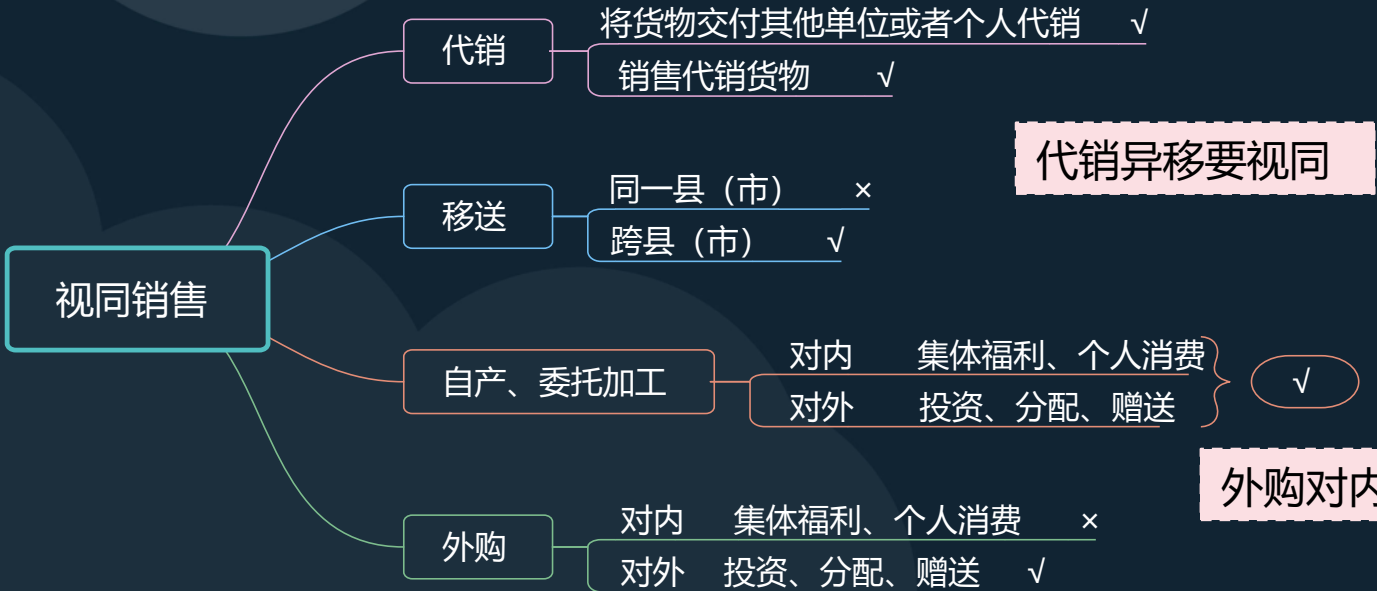 将货物交付其他单位或者个人代销 √
代销
销售代销货物 √
代销异移要视同
同一县（市） ×
移送
跨县（市） √
视同销售
对内 集体福利、个人消费
自产、委托加工
√
对外 投资、分配、赠送
外购对内
对内 集体福利、个人消费 ×
外购
对外 投资、分配、赠送 √